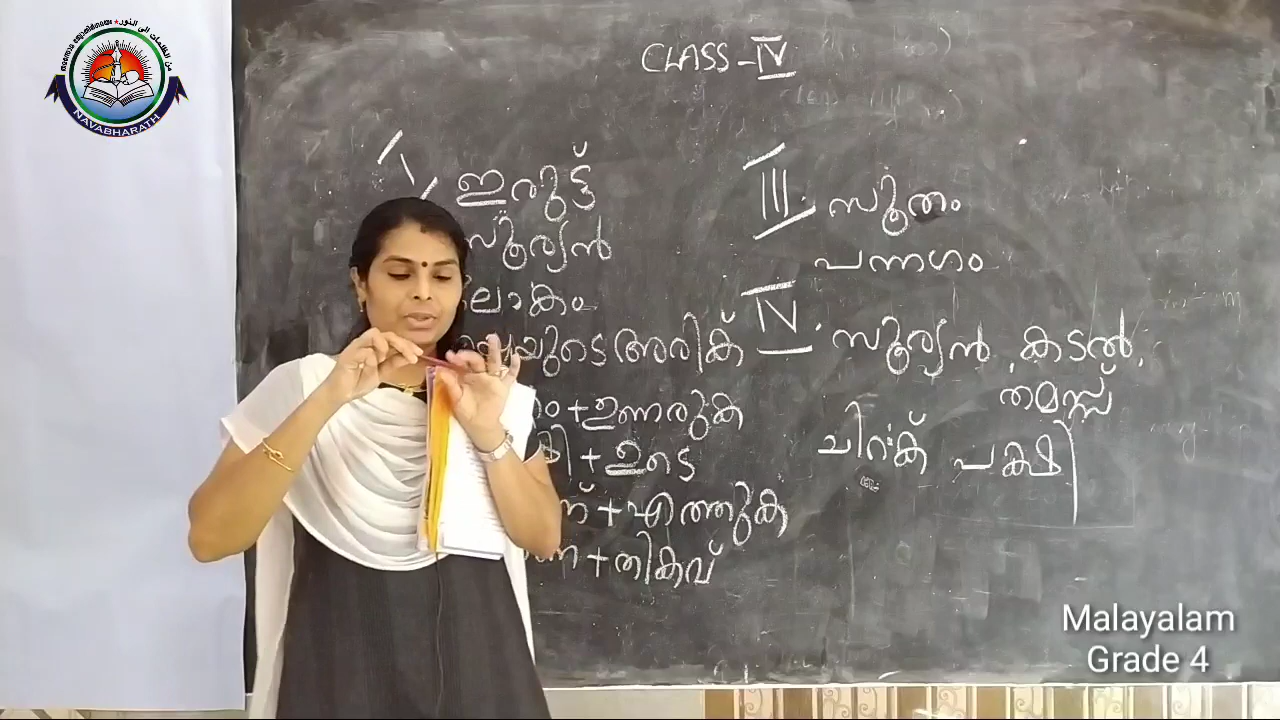 NAVABHARATH
CLASS - IV
ഇരുട്ട്
സൂര്യൻ
ലോകം
യുടെ അരിക്
+ ഉണരുക
+ ഉടെ
+ എത്തുക
+ തികവ്
III. സൂതം
പന്നഗം
IV. സൂര്യൻ, കടൽ,
തമസ്സ്
ചിറക് പക്ഷി
Malayalam
Grade 4